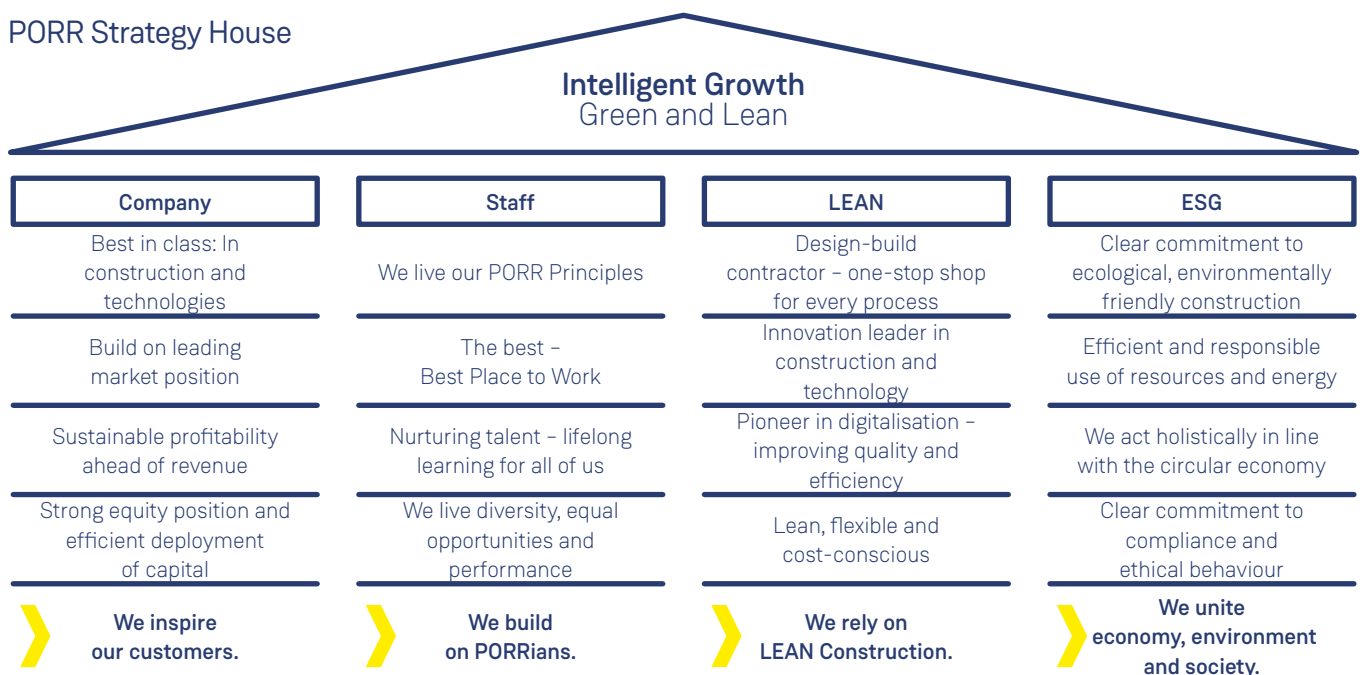 PORR Strategy House
Intelligent Growth
Green and Lean
Company
Best in class: In
construction and
technologies
Build on leading
market position
Sustainable profitability
ahead of revenue
Strong equity position and
efficient deployment
of capital
We inspire
our customers.
Staff
We live our PORR Principles
The best –
Best Place to Work
Nurturing talent – lifelong
learning for all of us
We live diversity, equal
opportunities and
performance
We build
on PORRians.
LEAN
Design-build
contractor – one-stop shop
for every process
Innovation leader in
construction and
technology
Pioneer in digitalisation –
improving quality and
efficiency
Lean, flexible and
cost-conscious
We rely on
LEAN Construction.
ESG
Clear commitment to
ecological, environmentally
friendly construction
Efficient and responsible
use of resources and energy
We act holistically in line
with the circular economy
Clear commitment to
compliance and
ethical behaviour
We unite
economy, environment
and society.